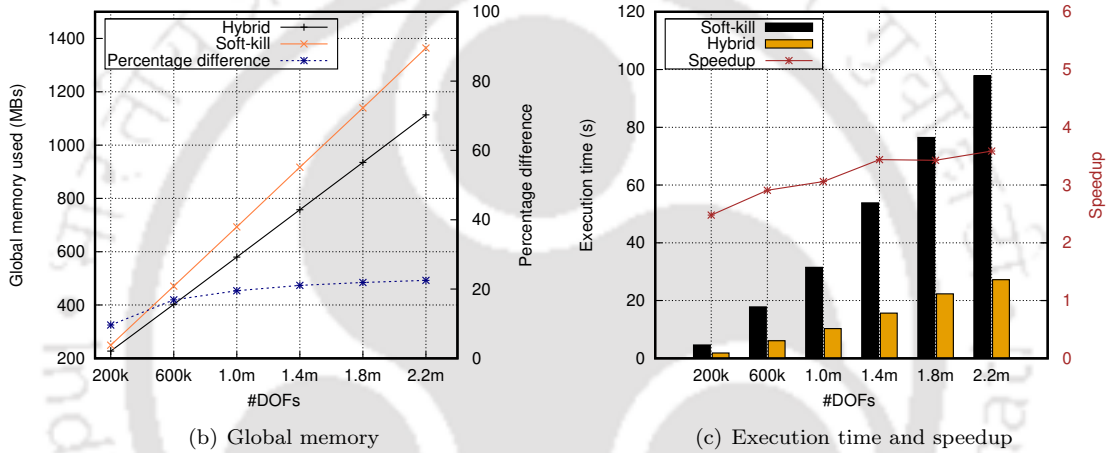 Hybrid
Soft-kill
Percentage difference
1400
1200
1000
800
600
400
200
100
80
60
40
20
0
Global memory used (MBs)
Percentage difference
200k 600k 1.0m 1.4m 1.8m 2.2m
#DOFs
(b) Global memory
Soft-kill
Hybrid
Speedup
120
100
80
60
40
20
0
6
5
4
3
2
1
0
Execution time (s)
Speedup
200k 600k 1.0m 1.4m 1.8m 2.2m
#DOFs
(c) Execution time and speedup